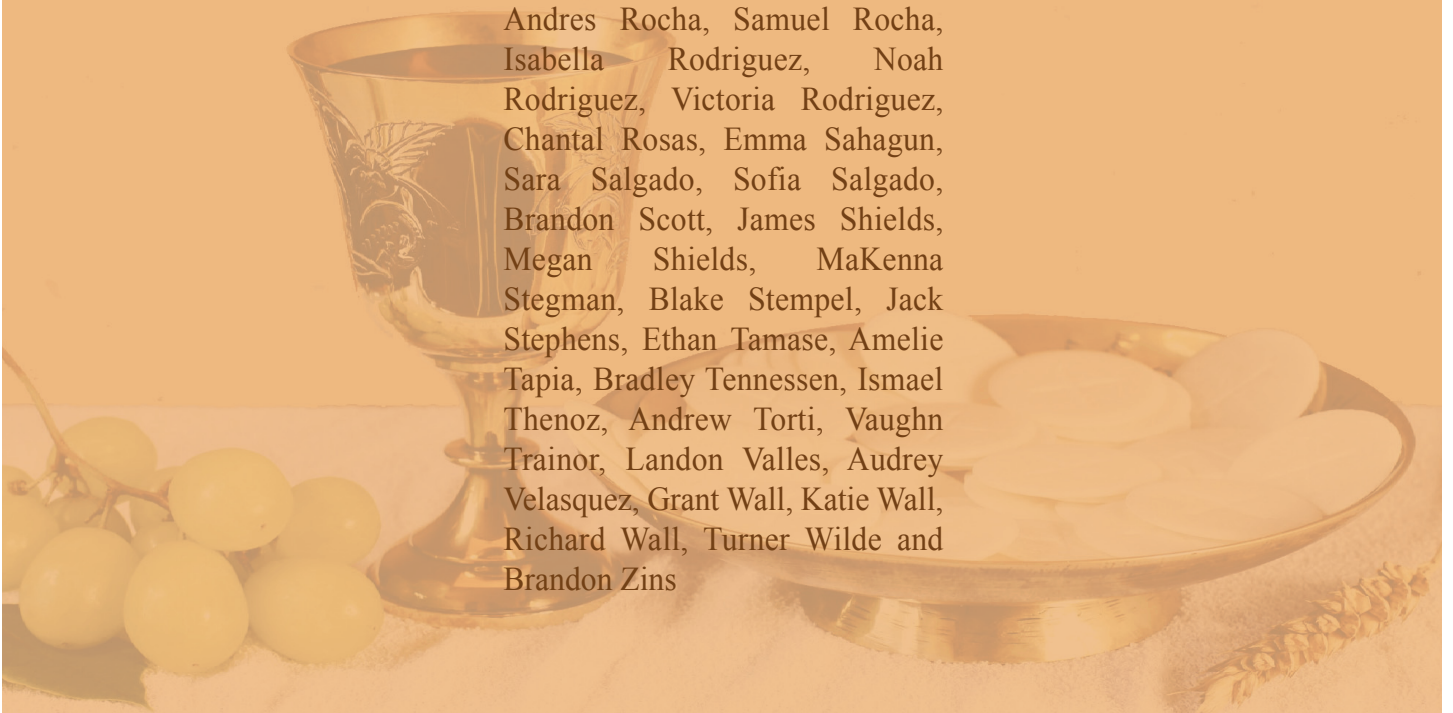 Andres Rocha, Samuel Rocha,
Isabella Rodriguez, Noah
Rodriguez, Victoria Rodriguez,
Chantal Rosas, Emma Sahagun,
Sara Salgado, Sofia Salgado,
Brandon Scott, James Shields,
Megan Shields, MaKenna
Stegman, Blake Stempel, Jack
Stephens, Ethan Tamase, Amelie
Tapia, Bradley Tennessen, Ismael
Thenoz, Andrew Torti, Vaughn
Trainor, Landon Valles, Audrey
Velasquez, Grant Wall, Katie Wall,
Richard Wall, Turner Wilde and
Brandon Zins